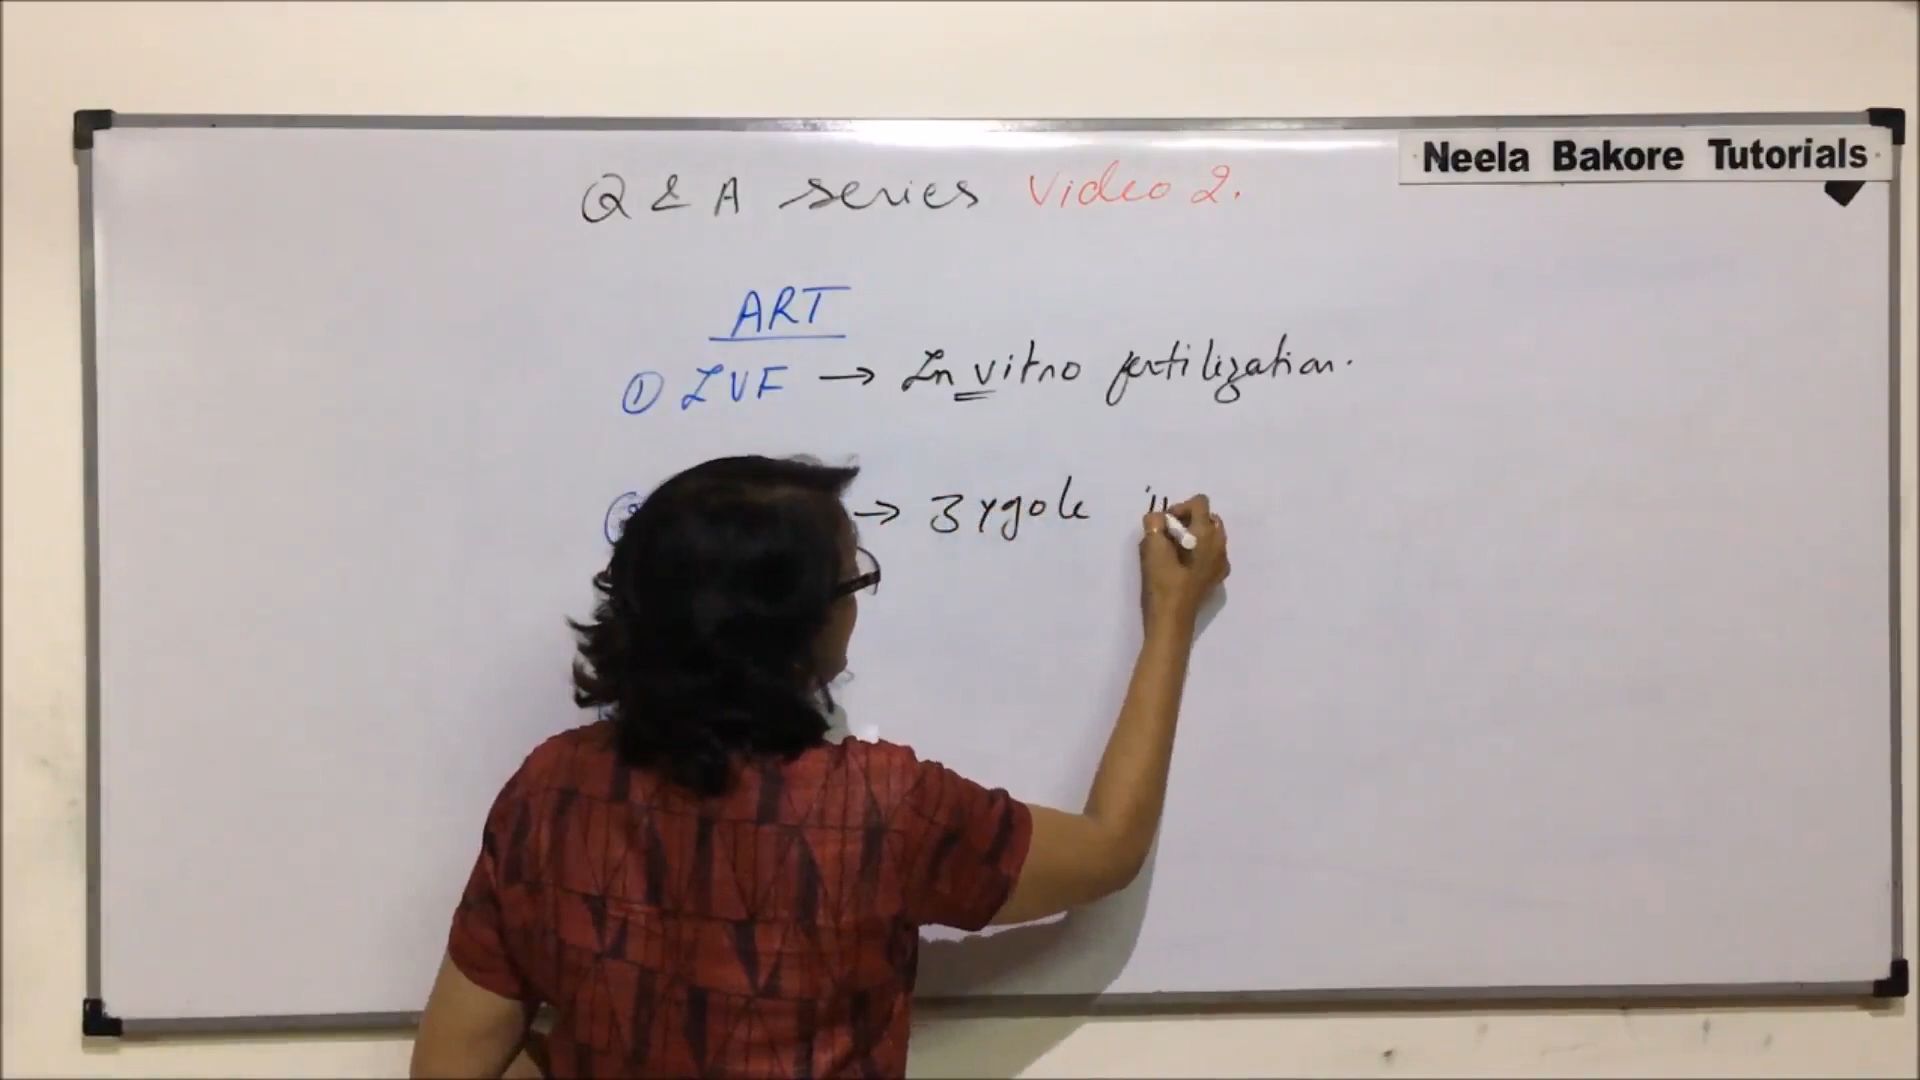 Neela Bakore Tutorials
Q & A series Video 2.
ART
① IVF → In vitro fertilization.
→ Zygote